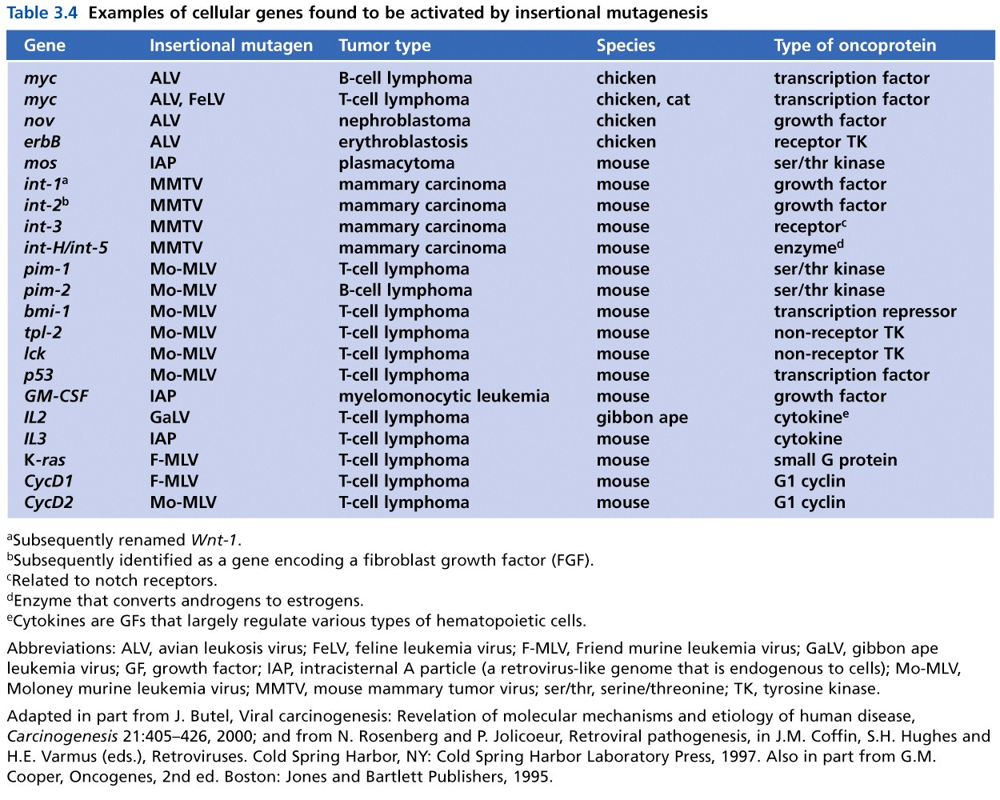 Table 3.4 Examples of cellular genes found to be activated by insertional mutagenesis
Gene Insertional mutagen Tumor type Species Type of oncoprotein
myc ALV B-cell lymphoma chicken transcription factor
myc ALV, FeLV T-cell lymphoma chicken, cat transcription factor
nov ALV nephroblastoma chicken growth factor
erbB ALV erythroblastosis chicken receptor TK
mos IAP plasmacytoma mouse ser/thr kinase
int-1ᵃ MMTV mammary carcinoma mouse growth factor
int-2ᵇ MMTV mammary carcinoma mouse growth factor
int-3 MMTV mammary carcinoma mouse receptorᶜ
int-H/int-5 MMTV mammary carcinoma mouse enzymeᵈ
pim-1 Mo-MLV T-cell lymphoma mouse ser/thr kinase
pim-2 Mo-MLV B-cell lymphoma mouse ser/thr kinase
bmi-1 Mo-MLV T-cell lymphoma mouse transcription repressor
tpl-2 Mo-MLV T-cell lymphoma mouse non-receptor TK
lck Mo-MLV T-cell lymphoma mouse non-receptor TK
p53 Mo-MLV T-cell lymphoma mouse transcription factor
GM-CSF IAP myelomonocytic leukemia mouse growth factor
IL2 GaLV T-cell lymphoma gibbon ape cytokineᵉ
IL3 IAP T-cell lymphoma mouse cytokine
K-ras F-MLV T-cell lymphoma mouse small G protein
CycD1 F-MLV T-cell lymphoma mouse G1 cyclin
CycD2 Mo-MLV T-cell lymphoma mouse G1 cyclin
ᵃSubsequently renamed Wnt-1.
ᵇSubsequently identified as a gene encoding a fibroblast growth factor (FGF).
ᶜRelated to notch receptors.
ᵈEnzyme that converts androgens to estrogens.
ᵉCytokines are GFs that largely regulate various types of hematopoietic cells.
Abbreviations: ALV, avian leukosis virus; FeLV, feline leukemia virus; F-MLV, Friend murine leukemia virus; GaLV, gibbon ape
leukemia virus; GF, growth factor; IAP, intracisternal A particle (a retrovirus-like genome that is endogenous to cells); Mo-MLV,
Moloney murine leukemia virus; MMTV, mouse mammary tumor virus; ser/thr, serine/threonine; TK, tyrosine kinase.
Adapted in part from J. Butel, Viral carcinogenesis: Revelation of molecular mechanisms and etiology of human disease,
Carcinogenesis 21:405–426, 2000; and from N. Rosenberg and P. Jolicoeur, Retroviral pathogenesis, in J.M. Coffin, S.H. Hughes and
H.E. Varmus (eds.), Retroviruses. Cold Spring Harbor, NY: Cold Spring Harbor Laboratory Press, 1997. Also in part from G.M.
Cooper, Oncogenes, 2nd ed. Boston: Jones and Bartlett Publishers, 1995.